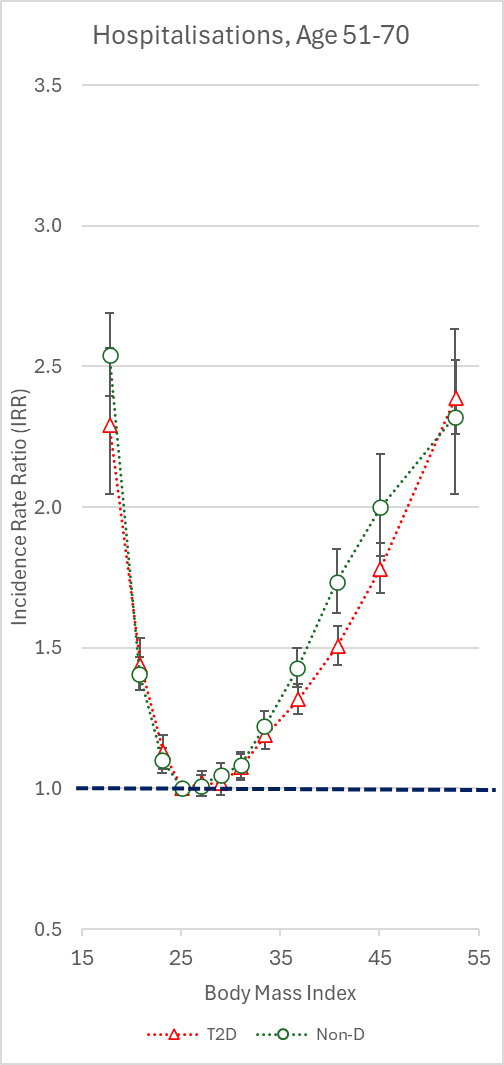 Hospitalisations, Age 51-70
3.5
3.0
2.5
2.0
1.5
1.0
0.5
Incidence Rate Ratio (IRR)
15 25 35 45 55
Body Mass Index
T2D Non-D